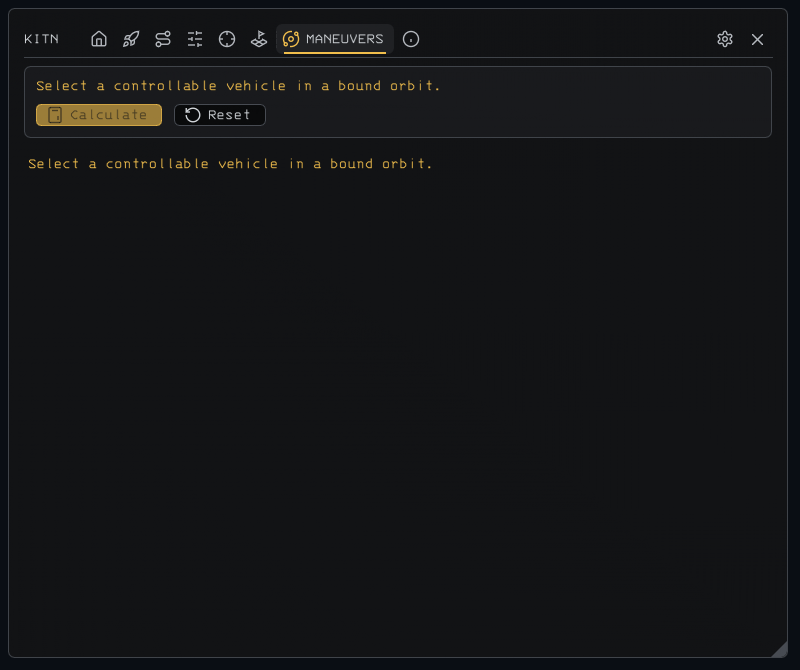 KITN MANEUVERS
Select a controllable vehicle in a bound orbit.
Calculate Reset
Select a controllable vehicle in a bound orbit.